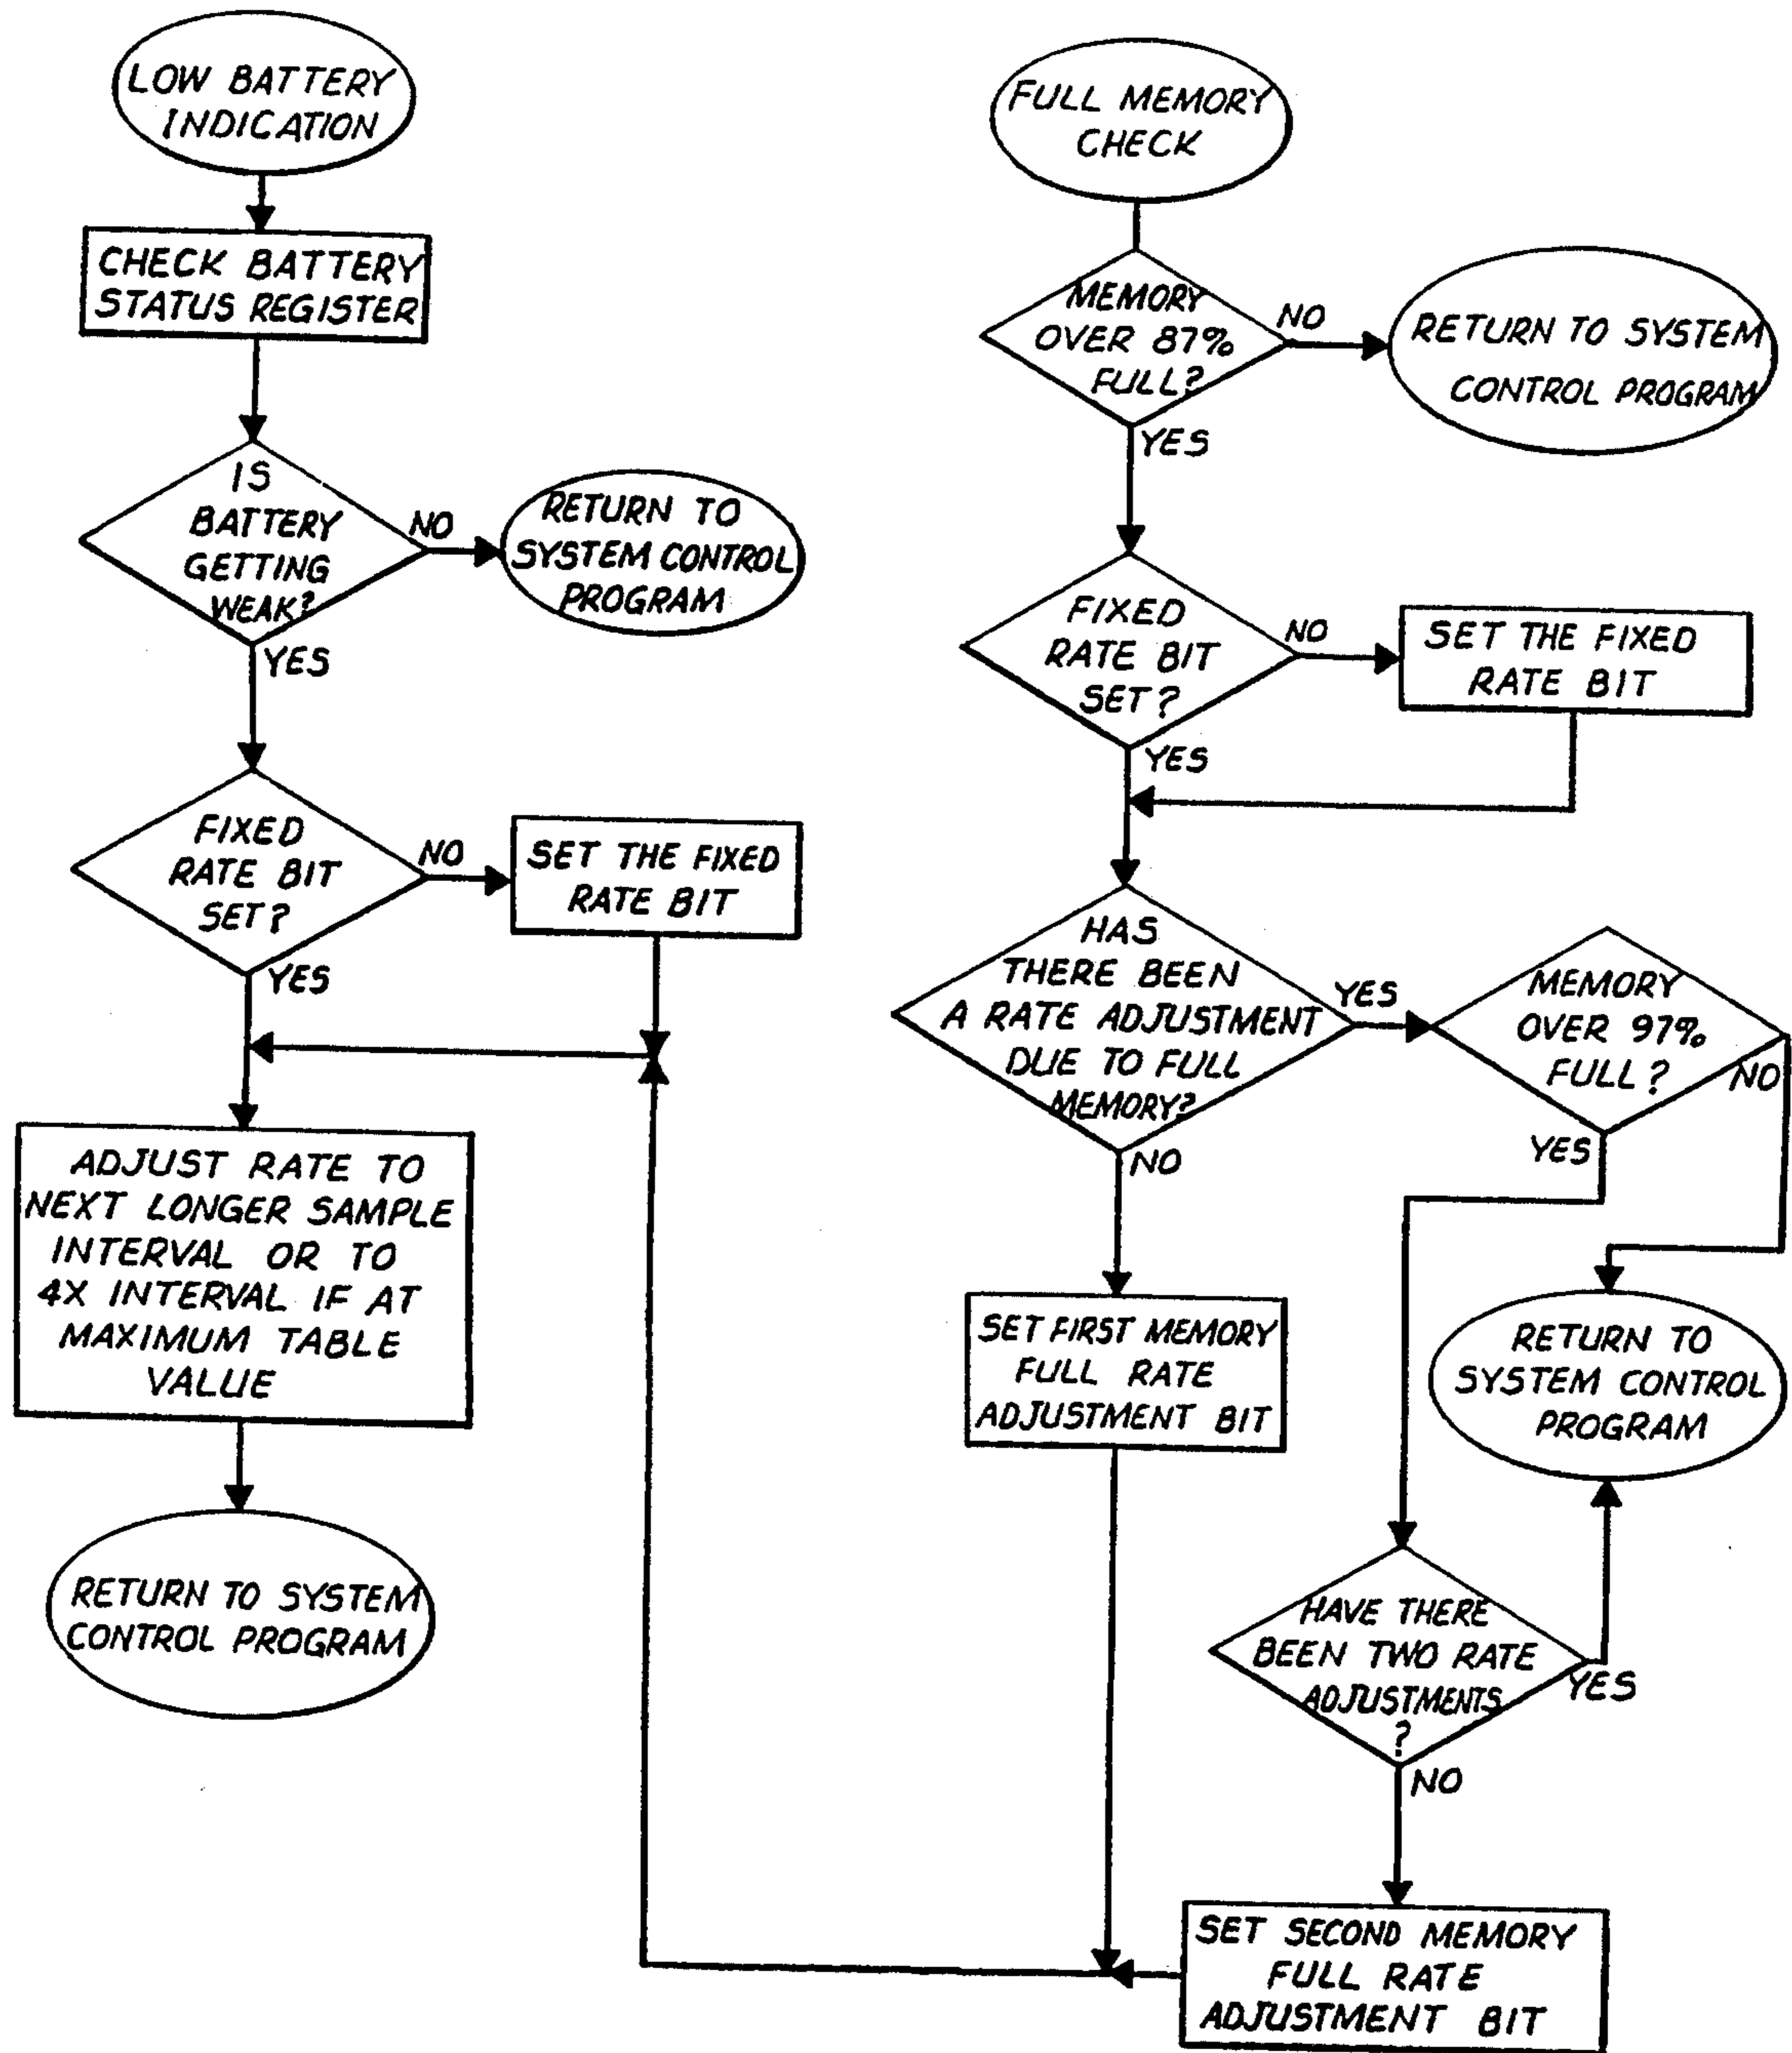 LOW BATTERY
INDICATION
CHECK BATTERY
STATUS REGISTER
IS
BATTERY
GETTING
WEAK?
NO
RETURN TO
SYSTEM CONTROL
PROGRAM
YES
FIXED
RATE BIT
SET?
NO
SET THE FIXED
RATE BIT
YES
ADJUST RATE TO
NEXT LONGER SAMPLE
INTERVAL OR TO
4X INTERVAL IF AT
MAXIMUM TABLE
VALUE
RETURN TO SYSTEM
CONTROL PROGRAM
FULL MEMORY
CHECK
MEMORY
OVER 87%
FULL?
NO
RETURN TO SYSTEM
CONTROL PROGRAM
YES
FIXED
RATE BIT
SET?
NO
SET THE FIXED
RATE BIT
YES
HAS
THERE BEEN
A RATE ADJUSTMENT
DUE TO FULL
MEMORY?
YES
MEMORY
OVER 97%
FULL?
NO
YES
NO
SET FIRST MEMORY
FULL RATE
ADJUSTMENT BIT
RETURN TO
SYSTEM CONTROL
PROGRAM
HAVE THERE
BEEN TWO RATE
ADJUSTMENTS
?
YES
NO
SET SECOND MEMORY
FULL RATE
ADJUSTMENT BIT